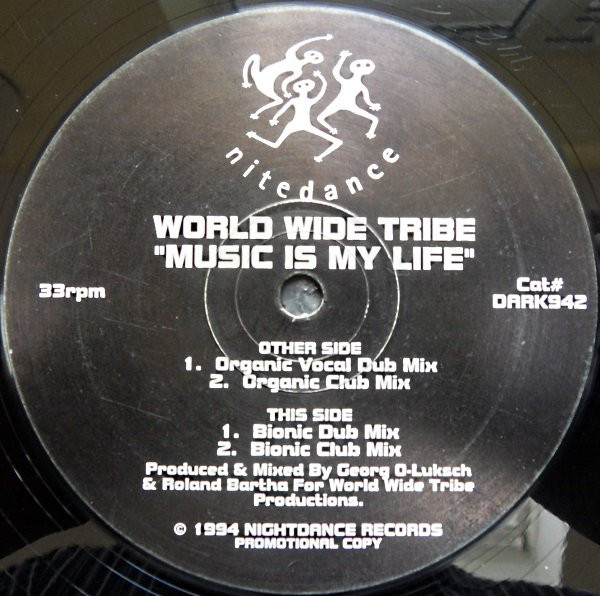 nitedance
WORLD WIDE TRIBE
"MUSIC IS MY LIFE"
33rpm
Cat#
DARK942
OTHER SIDE
1. Organic Vocal Dub Mix
2. Organic Club Mix
THIS SIDE
1. Bionic Dub Mix
2. Bionic Club Mix
Produced & Mixed By Georg O-Luksch
& Roland Bartha For World Wide Tribe
Productions.
© 1994 NIGHTDANCE RECORDS
PROMOTIONAL COPY